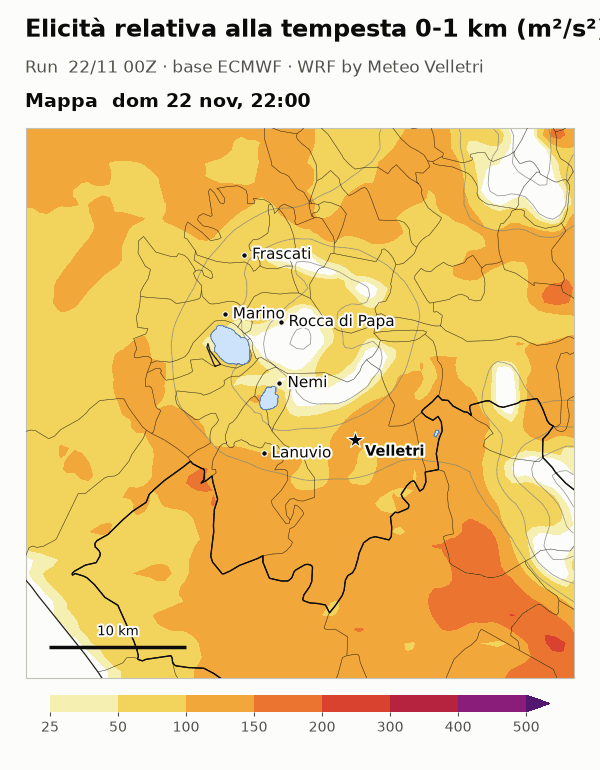 Elicità relativa alla tempesta 0-1 km (m²/s²)
Run  22/11 00Z · base ECMWF · WRF by Meteo Velletri
Mappa  dom 22 nov, 22:00
Frascati
Marino
Rocca di Papa
Nemi
Velletri
Lanuvio
10 km
25 50 100 150 200 300 400 500